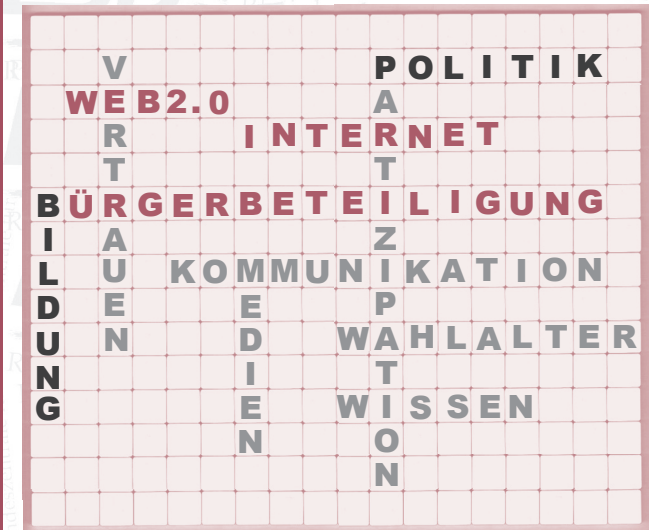 POLITIK
VERTRAUEN
WEB2.0
PARTIZIPATION
INTERNET
BÜRGERBETEILIGUNG
BILDUNG
KOMMUNIKATION
MEDIEN
WAHLALTER
WISSEN